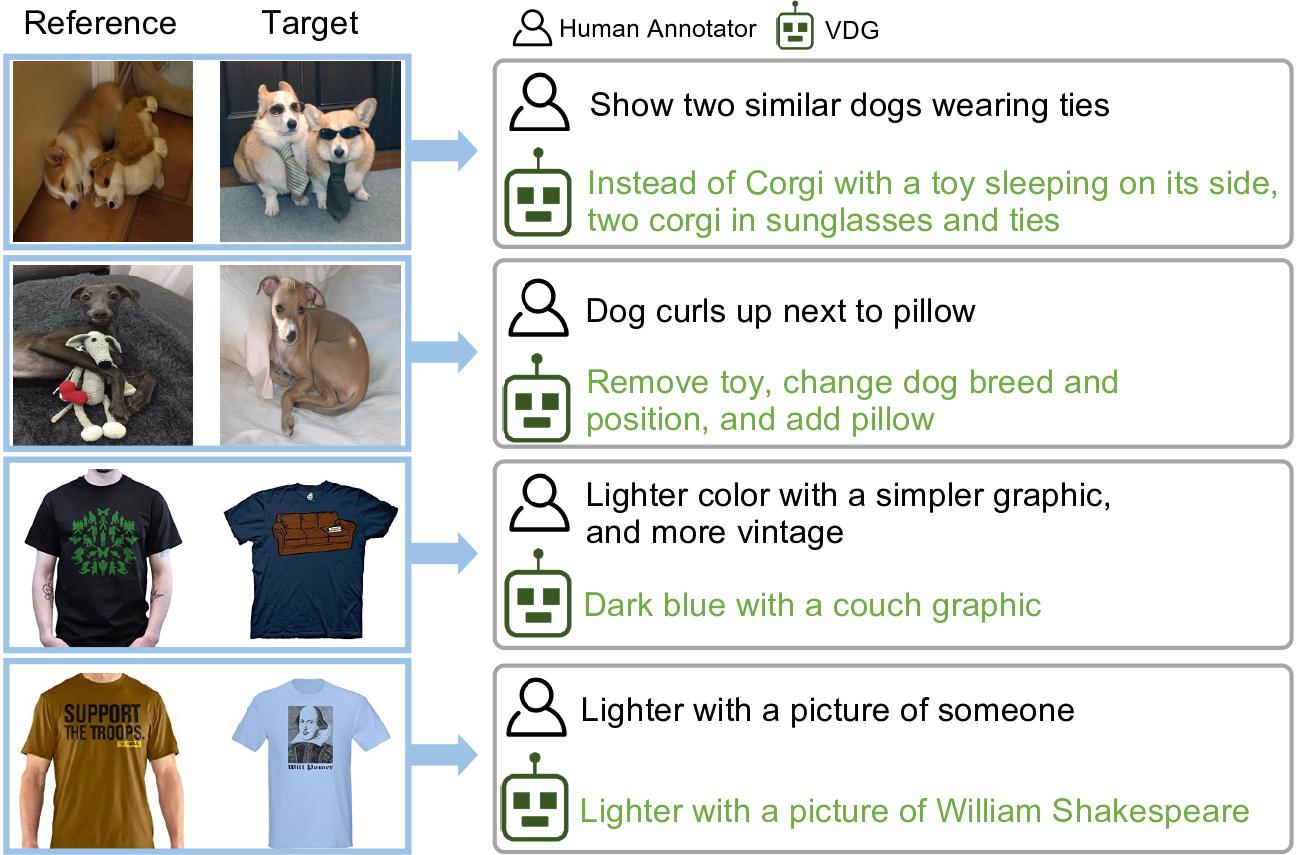 Reference
Target
Human Annotator
VDG
Show two similar dogs wearing ties
Instead of Corgi with a toy sleeping on its side,
two corgi in sunglasses and ties
Dog curls up next to pillow
Remove toy, change dog breed and
position, and add pillow
Lighter color with a simpler graphic,
and more vintage
Dark blue with a couch graphic
SUPPORT
THE TROOPS.
Will Power
Lighter with a picture of someone
Lighter with a picture of William Shakespeare